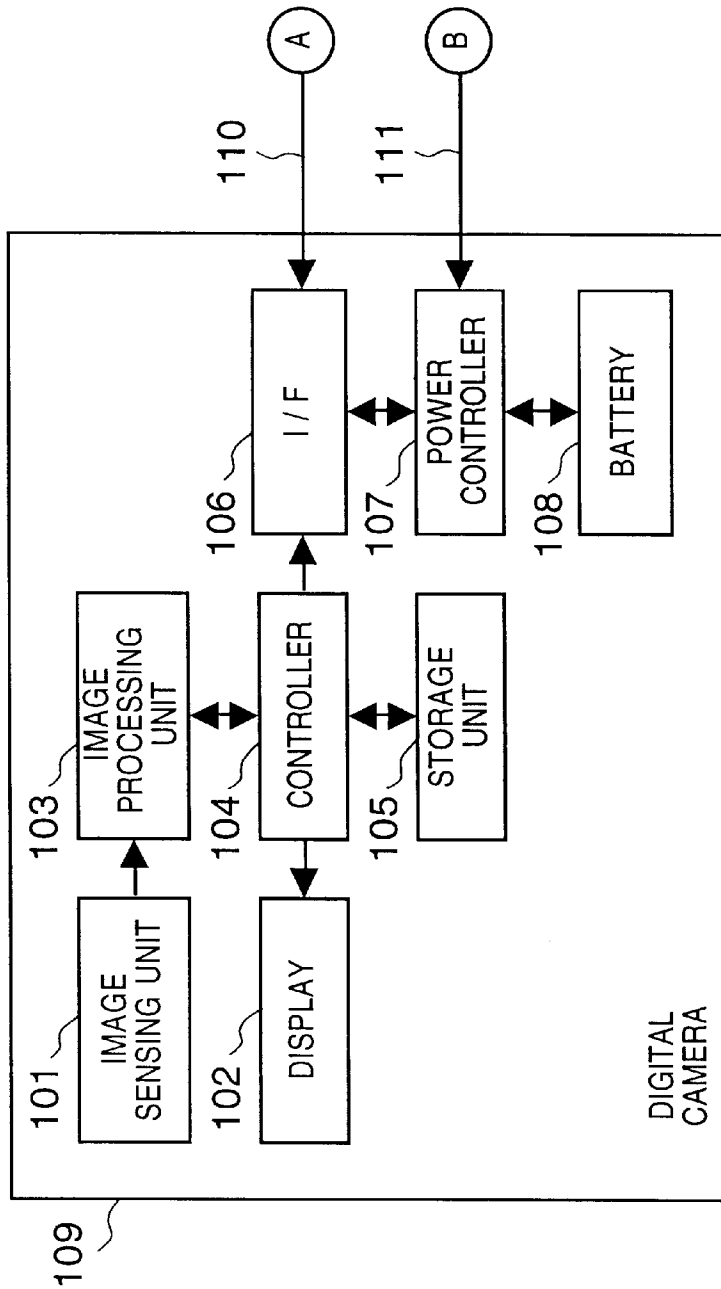 109
101
IMAGE
SENSING UNIT
103
IMAGE
PROCESSING
UNIT
102
DISPLAY
104
CONTROLLER
106
I / F
110
A
105
STORAGE
UNIT
107
POWER
CONTROLLER
111
B
108
BATTERY
DIGITAL
CAMERA